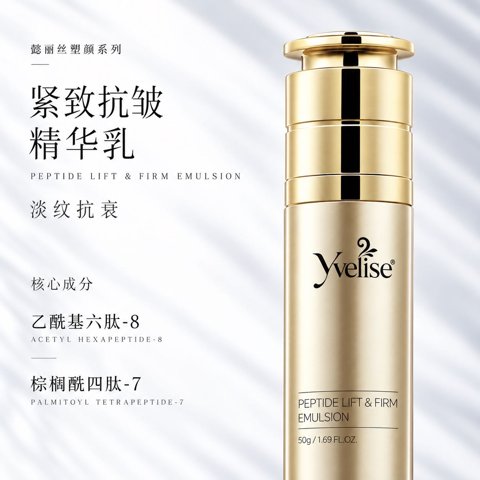 懿丽丝塑颜系列
紧致抗皱
精华乳
PEPTIDE LIFT & FIRM EMULSION
淡纹抗衰
核心成分
乙酰基六肽-8
ACETYL HEXAPEPTIDE-8
棕榈酰四肽-7
PALMITOYL TETRAPEPTIDE-7
Yvelise®
PEPTIDE LIFT & FIRM
EMULSION
50g / 1.69 FL.OZ.